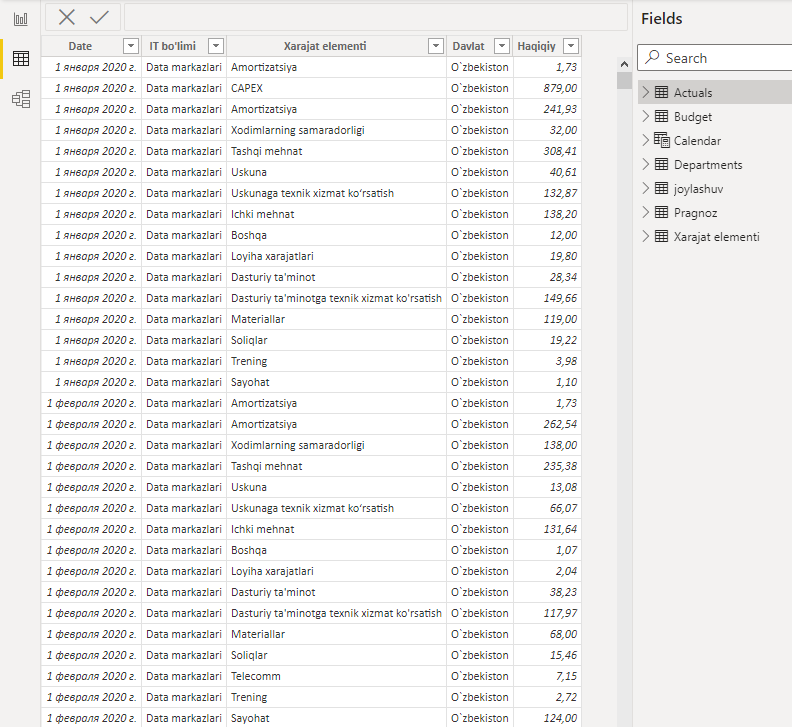 Fields
Date IT bo'limi Xarajat elementi Davlat Haqiqiy
1 января 2020 г. Data markazlari Amortizatsiya O`zbekiston 1,73
1 января 2020 г. Data markazlari CAPEX O`zbekiston 879,00
1 января 2020 г. Data markazlari Amortizatsiya O`zbekiston 241,93
1 января 2020 г. Data markazlari Xodimlarning samaradorligi O`zbekiston 32,00
1 января 2020 г. Data markazlari Tashqi mehnat O`zbekiston 308,41
1 января 2020 г. Data markazlari Uskuna O`zbekiston 40,61
1 января 2020 г. Data markazlari Uskunaga texnik xizmat ko‘rsatish O`zbekiston 132,87
1 января 2020 г. Data markazlari Ichki mehnat O`zbekiston 138,20
1 января 2020 г. Data markazlari Boshqa O`zbekiston 12,00
1 января 2020 г. Data markazlari Loyiha xarajatlari O`zbekiston 19,80
1 января 2020 г. Data markazlari Dasturiy ta'minot O`zbekiston 28,34
1 января 2020 г. Data markazlari Dasturiy ta'minotga texnik xizmat ko'rsatish O`zbekiston 149,66
1 января 2020 г. Data markazlari Materiallar O`zbekiston 119,00
1 января 2020 г. Data markazlari Soliqlar O`zbekiston 19,22
1 января 2020 г. Data markazlari Trening O`zbekiston 3,98
1 января 2020 г. Data markazlari Sayohat O`zbekiston 1,10
1 февраля 2020 г. Data markazlari Amortizatsiya O`zbekiston 1,73
1 февраля 2020 г. Data markazlari Amortizatsiya O`zbekiston 262,54
1 февраля 2020 г. Data markazlari Xodimlarning samaradorligi O`zbekiston 138,00
1 февраля 2020 г. Data markazlari Tashqi mehnat O`zbekiston 235,38
1 февраля 2020 г. Data markazlari Uskuna O`zbekiston 13,08
1 февраля 2020 г. Data markazlari Uskunaga texnik xizmat ko‘rsatish O`zbekiston 66,07
1 февраля 2020 г. Data markazlari Ichki mehnat O`zbekiston 131,64
1 февраля 2020 г. Data markazlari Boshqa O`zbekiston 1,07
1 февраля 2020 г. Data markazlari Loyiha xarajatlari O`zbekiston 2,04
1 февраля 2020 г. Data markazlari Dasturiy ta'minot O`zbekiston 38,23
1 февраля 2020 г. Data markazlari Dasturiy ta'minotga texnik xizmat ko'rsatish O`zbekiston 117,97
1 февраля 2020 г. Data markazlari Materiallar O`zbekiston 68,00
1 февраля 2020 г. Data markazlari Soliqlar O`zbekiston 15,46
1 февраля 2020 г. Data markazlari Telecomm O`zbekiston 7,15
1 февраля 2020 г. Data markazlari Trening O`zbekiston 2,72
1 февраля 2020 г. Data markazlari Sayohat O`zbekiston 124,00
Search
Actuals
Budget
Calendar
Departments
joylashuv
Pragnoz
Xarajat elementi